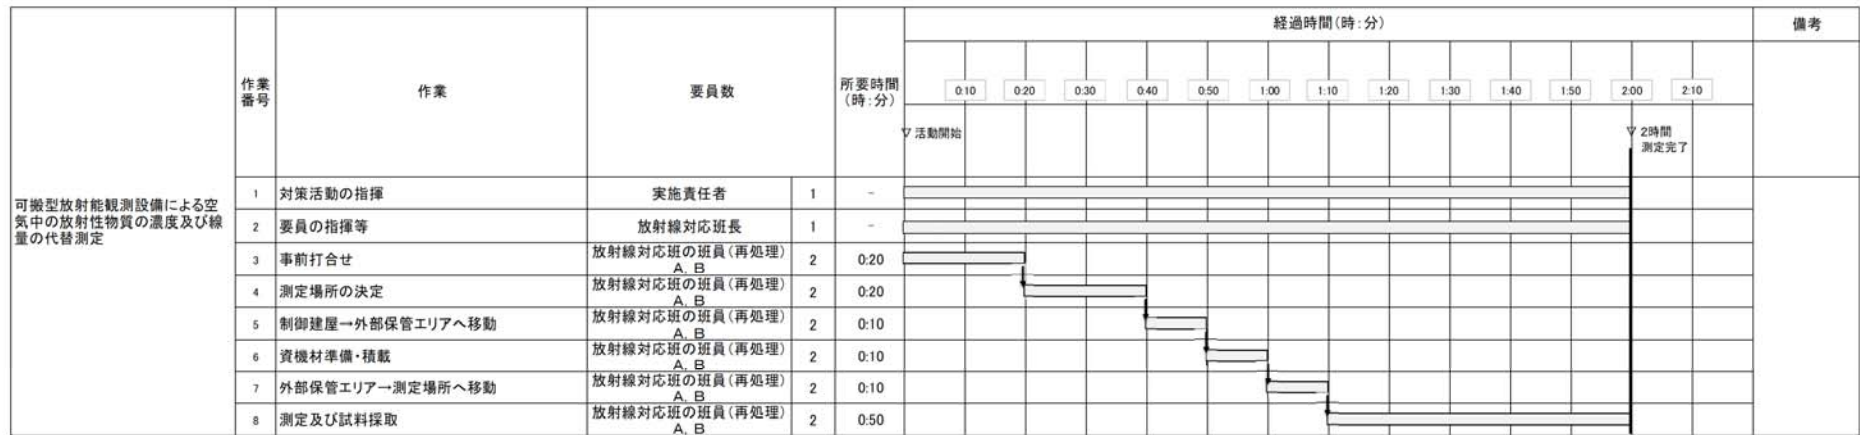 経過時間(時:分)
備考
作業
番号
作業
要員数
所要時間
(時:分)
0:10
0:20
0:30
0:40
0:50
1:00
1:10
1:20
1:30
1:40
1:50
2:00
2:10
▽ 活動開始
▽ 2時間
測定完了
可搬型放射能観測設備による空
気中の放射性物質の濃度及び線
量の代替測定
1 対策活動の指揮 実施責任者 1 -
2 要員の指揮等 放射線対応班長 1 -
3 事前打合せ 放射線対応班の班員(再処理) 2 0:20
A, B
4 測定場所の決定 放射線対応班の班員(再処理) 2 0:20
A, B
5 制御建屋→外部保管エリアへ移動 放射線対応班の班員(再処理) 2 0:10
A, B
6 資機材準備・積載 放射線対応班の班員(再処理) 2 0:10
A, B
7 外部保管エリア→測定場所へ移動 放射線対応班の班員(再処理) 2 0:10
A, B
8 測定及び試料採取 放射線対応班の班員(再処理) 2 0:50
A, B